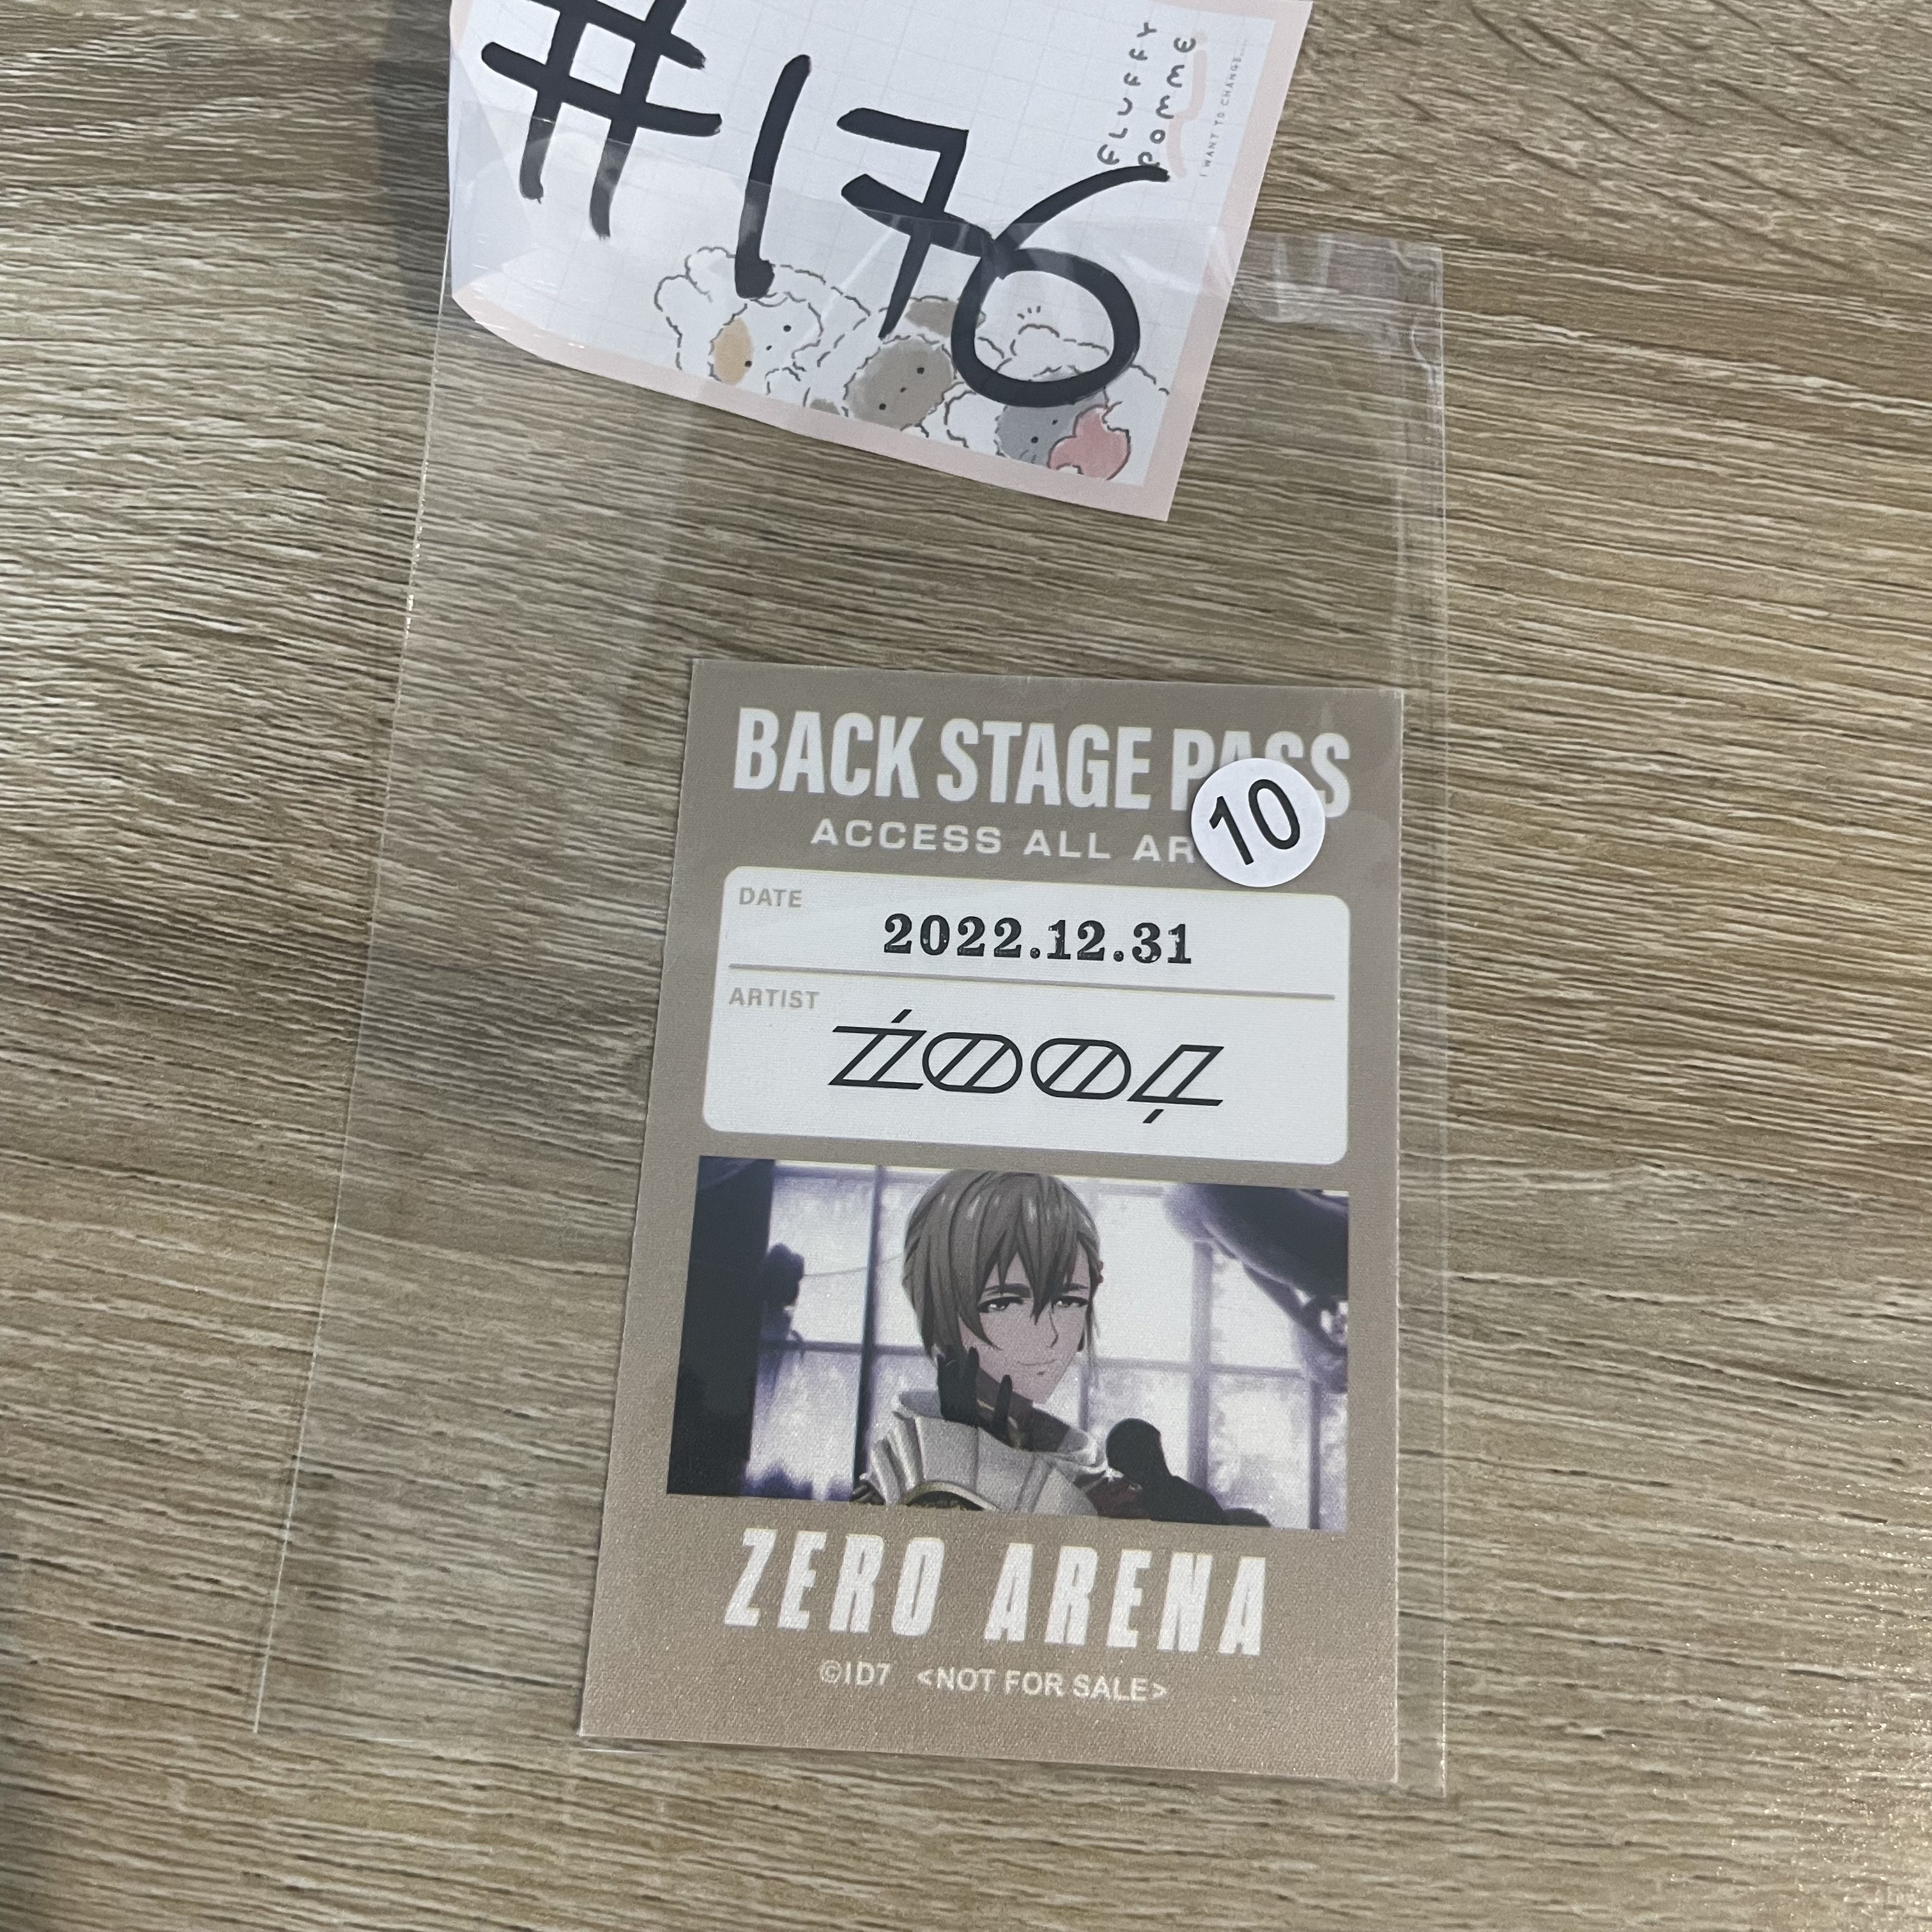 #176
FLUFFY
POMME
I WANT TO CHANGE...
BACK STAGE PASS
10
ACCESS ALL AR
DATE
2022.12.31
ARTIST
ŹOOĻ
ZERO ARENA
©ID7 <NOT FOR SALE>